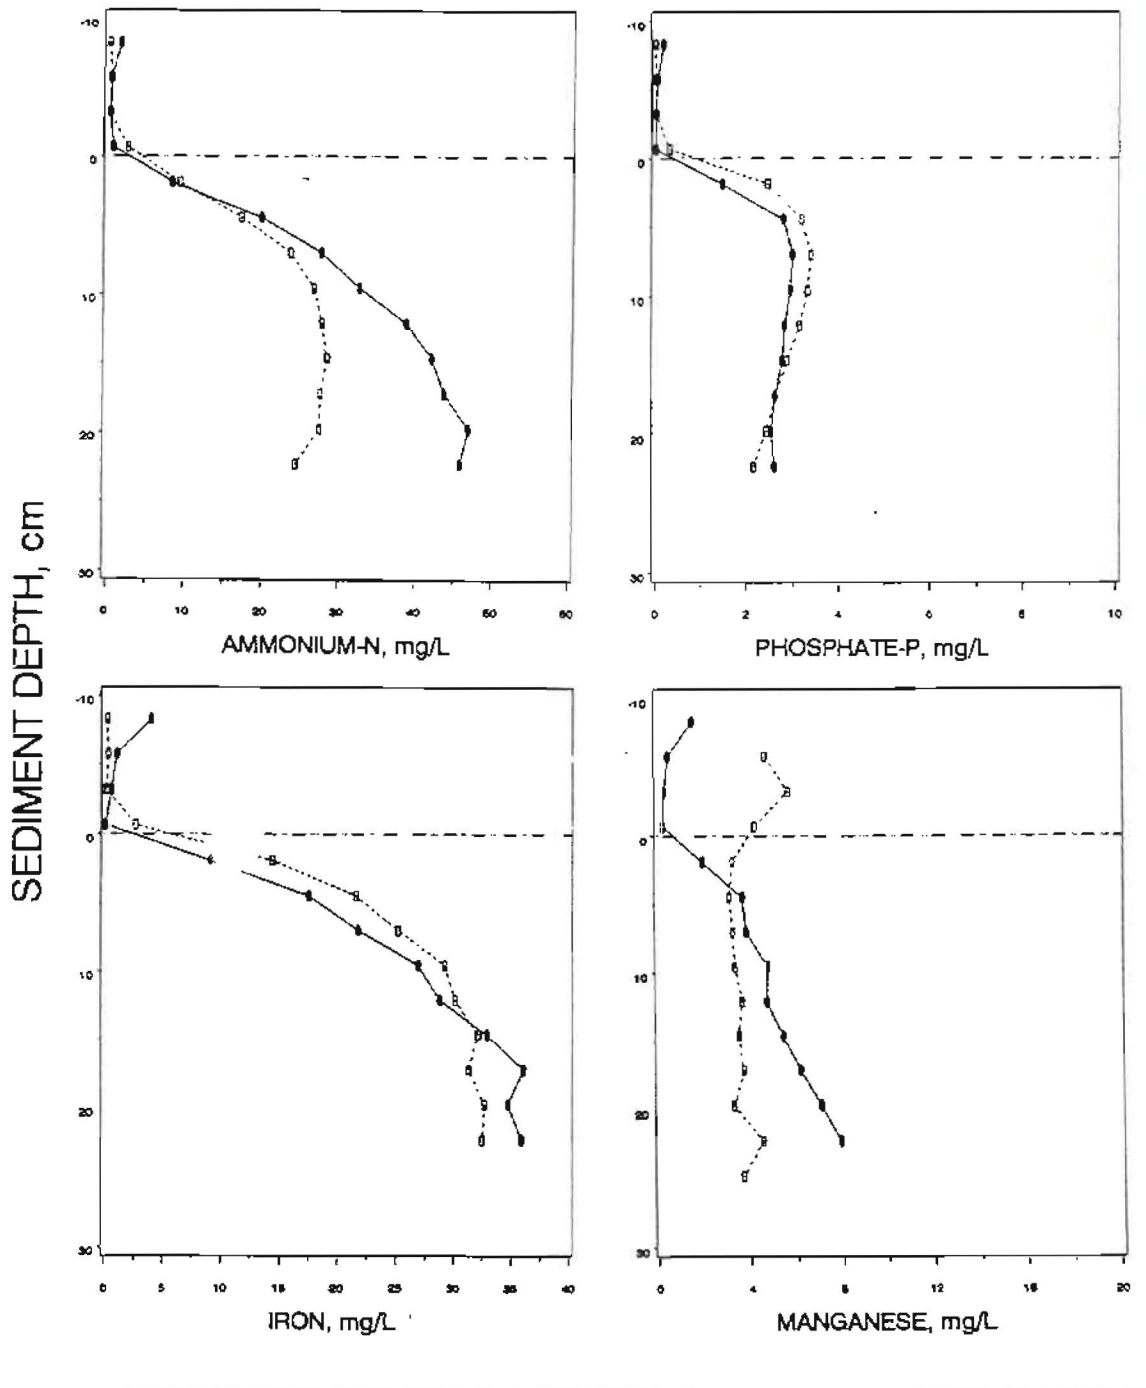 SEDIMENT DEPTH, cm
-10
0
10
20
30
0 10 20 30 40 50 60
AMMONIUM-N, mg/L
-10
0
10
20
30
0 2 4 6 8 10
PHOSPHATE-P, mg/L
-10
0
10
20
30
0 5 10 15 20 25 30 35 40
IRON, mg/L
-10
0
10
20
30
0 4 8 12 16 20
MANGANESE, mg/L